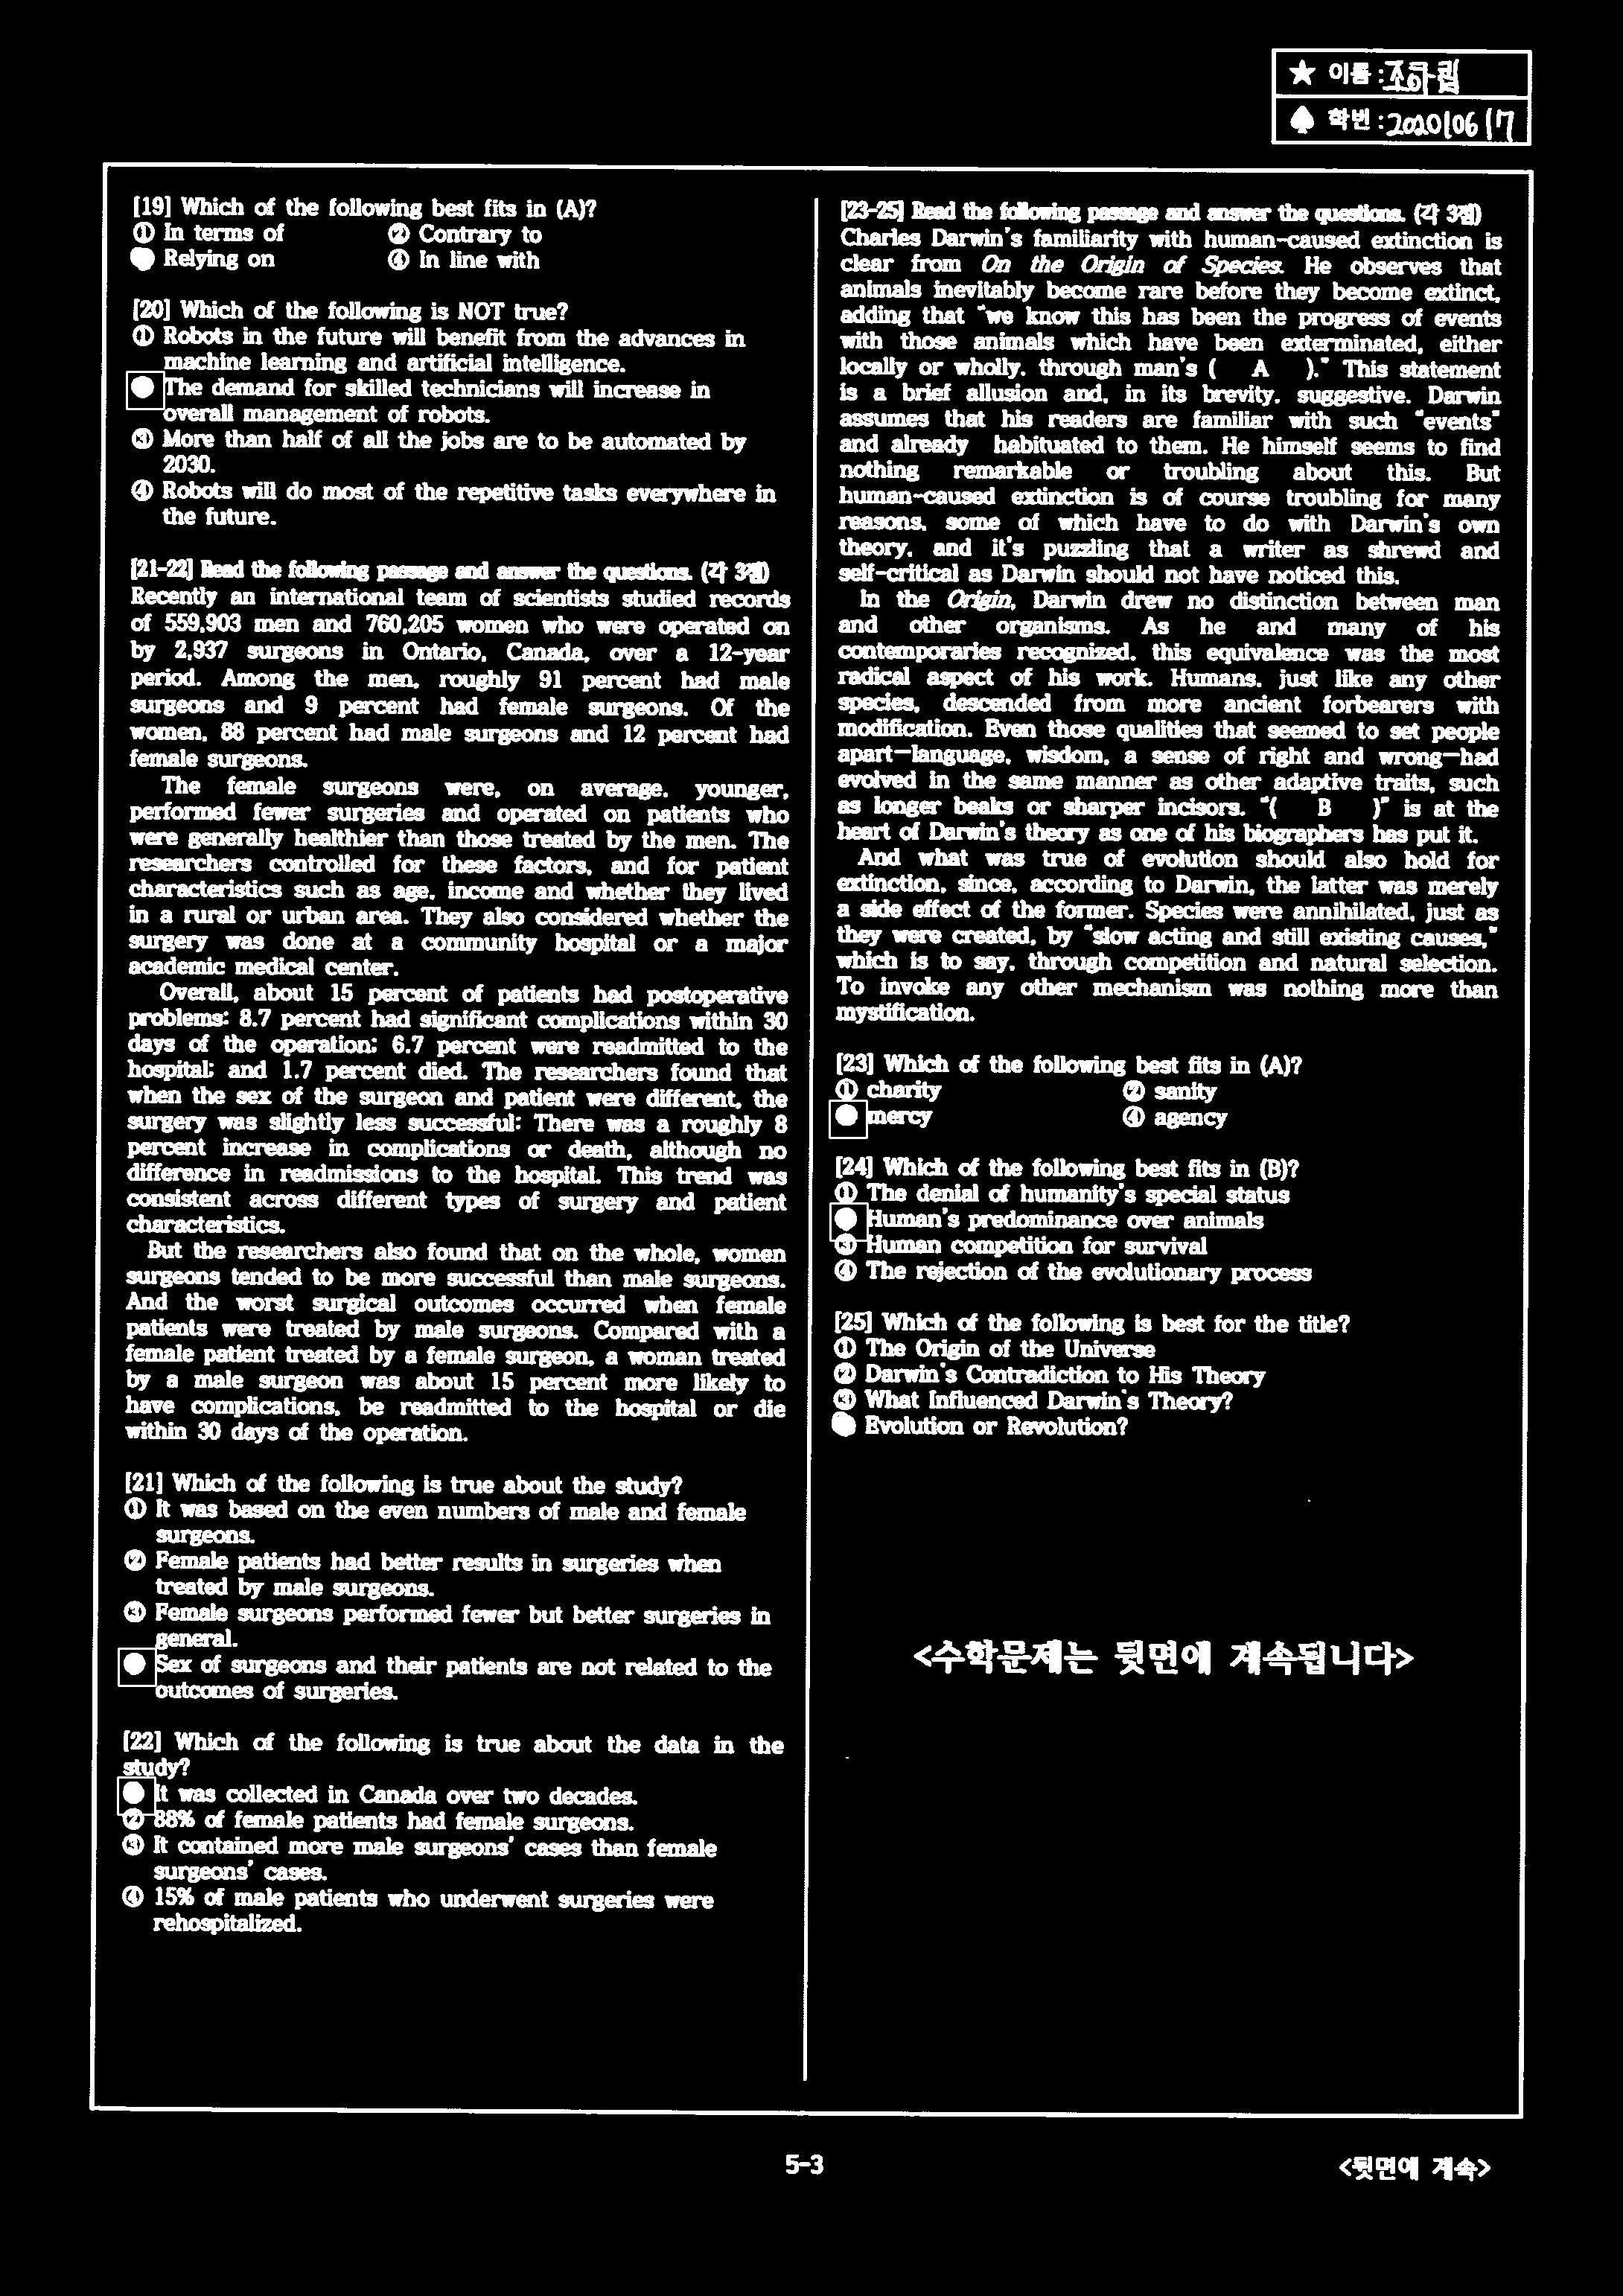 ★ 이름 : 조하림
♠ 학번 : 2020106117
[19] Which of the following best fits in (A)?
① In terms of ② Contrary to
Relying on ④ In line with
[20] Which of the following is NOT true?
① Robots in the future will benefit from the advances in
machine learning and artificial intelligence.
The demand for skilled technicians will increase in
overall management of robots.
③ More than half of all the jobs are to be automated by
2030.
④ Robots will do most of the repetitive tasks everywhere in
the future.
[21-22] Read the following passage and answer the questions. (각 3점)
Recently an international team of scientists studied records
of 559,903 men and 760,205 women who were operated on
by 2,937 surgeons in Ontario, Canada, over a 12-year
period. Among the men, roughly 91 percent had male
surgeons and 9 percent had female surgeons. Of the
women, 88 percent had male surgeons and 12 percent had
female surgeons.
The female surgeons were, on average, younger,
performed fewer surgeries and operated on patients who
were generally healthier than those treated by the men. The
researchers controlled for these factors, and for patient
characteristics such as age, income and whether they lived
in a rural or urban area. They also considered whether the
surgery was done at a community hospital or a major
academic medical center.
Overall, about 15 percent of patients had postoperative
problems: 8.7 percent had significant complications within 30
days of the operation; 6.7 percent were readmitted to the
hospital; and 1.7 percent died. The researchers found that
when the sex of the surgeon and patient were different, the
surgery was slightly less successful: There was a roughly 8
percent increase in complications or death, although no
difference in readmissions to the hospital. This trend was
consistent across different types of surgery and patient
characteristics.
But the researchers also found that on the whole, women
surgeons tended to be more successful than male surgeons.
And the worst surgical outcomes occurred when female
patients were treated by male surgeons. Compared with a
female patient treated by a female surgeon, a woman treated
by a male surgeon was about 15 percent more likely to
have complications, be readmitted to the hospital or die
within 30 days of the operation.
[21] Which of the following is true about the study?
① It was based on the even numbers of male and female
surgeons.
② Female patients had better results in surgeries when
treated by male surgeons.
③ Female surgeons performed fewer but better surgeries in
general.
Sex of surgeons and their patients are not related to the
outcomes of surgeries.
[22] Which of the following is true about the data in the
study?
It was collected in Canada over two decades.
② 88% of female patients had female surgeons.
③ It contained more male surgeons' cases than female
surgeons' cases.
④ 15% of male patients who underwent surgeries were
rehospitalized.
[23-25] Read the following passage and answer the questions. (각 3점)
Charles Darwin's familiarity with human-caused extinction is
clear from On the Origin of Species. He observes that
animals inevitably become rare before they become extinct,
adding that "we know this has been the progress of events
with those animals which have been exterminated, either
locally or wholly, through man's ( A )." This statement
is a brief allusion and, in its brevity, suggestive. Darwin
assumes that his readers are familiar with such "events"
and already habituated to them. He himself seems to find
nothing remarkable or troubling about this. But
human-caused extinction is of course troubling for many
reasons, some of which have to do with Darwin's own
theory, and it's puzzling that a writer as shrewd and
self-critical as Darwin should not have noticed this.
In the Origin, Darwin drew no distinction between man
and other organisms. As he and many of his
contemporaries recognized, this equivalence was the most
radical aspect of his work. Humans, just like any other
species, descended from more ancient forbearers with
modification. Even those qualities that seemed to set people
apart—language, wisdom, a sense of right and wrong—had
evolved in the same manner as other adaptive traits, such
as longer beaks or sharper incisors. "( B )" is at the
heart of Darwin's theory as one of his biographers has put it.
And what was true of evolution should also hold for
extinction, since, according to Darwin, the latter was merely
a side effect of the former. Species were annihilated, just as
they were created, by "slow acting and still existing causes,"
which is to say, through competition and natural selection.
To invoke any other mechanism was nothing more than
mystification.
[23] Which of the following best fits in (A)?
① charity ② sanity
mercy ④ agency
[24] Which of the following best fits in (B)?
① The denial of humanity's special status
Human's predominance over animals
③ Human competition for survival
④ The rejection of the evolutionary process
[25] Which of the following is best for the title?
① The Origin of the Universe
② Darwin's Contradiction to His Theory
③ What Influenced Darwin's Theory?
Evolution or Revolution?
<수학문제는 뒷면에 계속됩니다>
5-3
<뒷면에 계속>